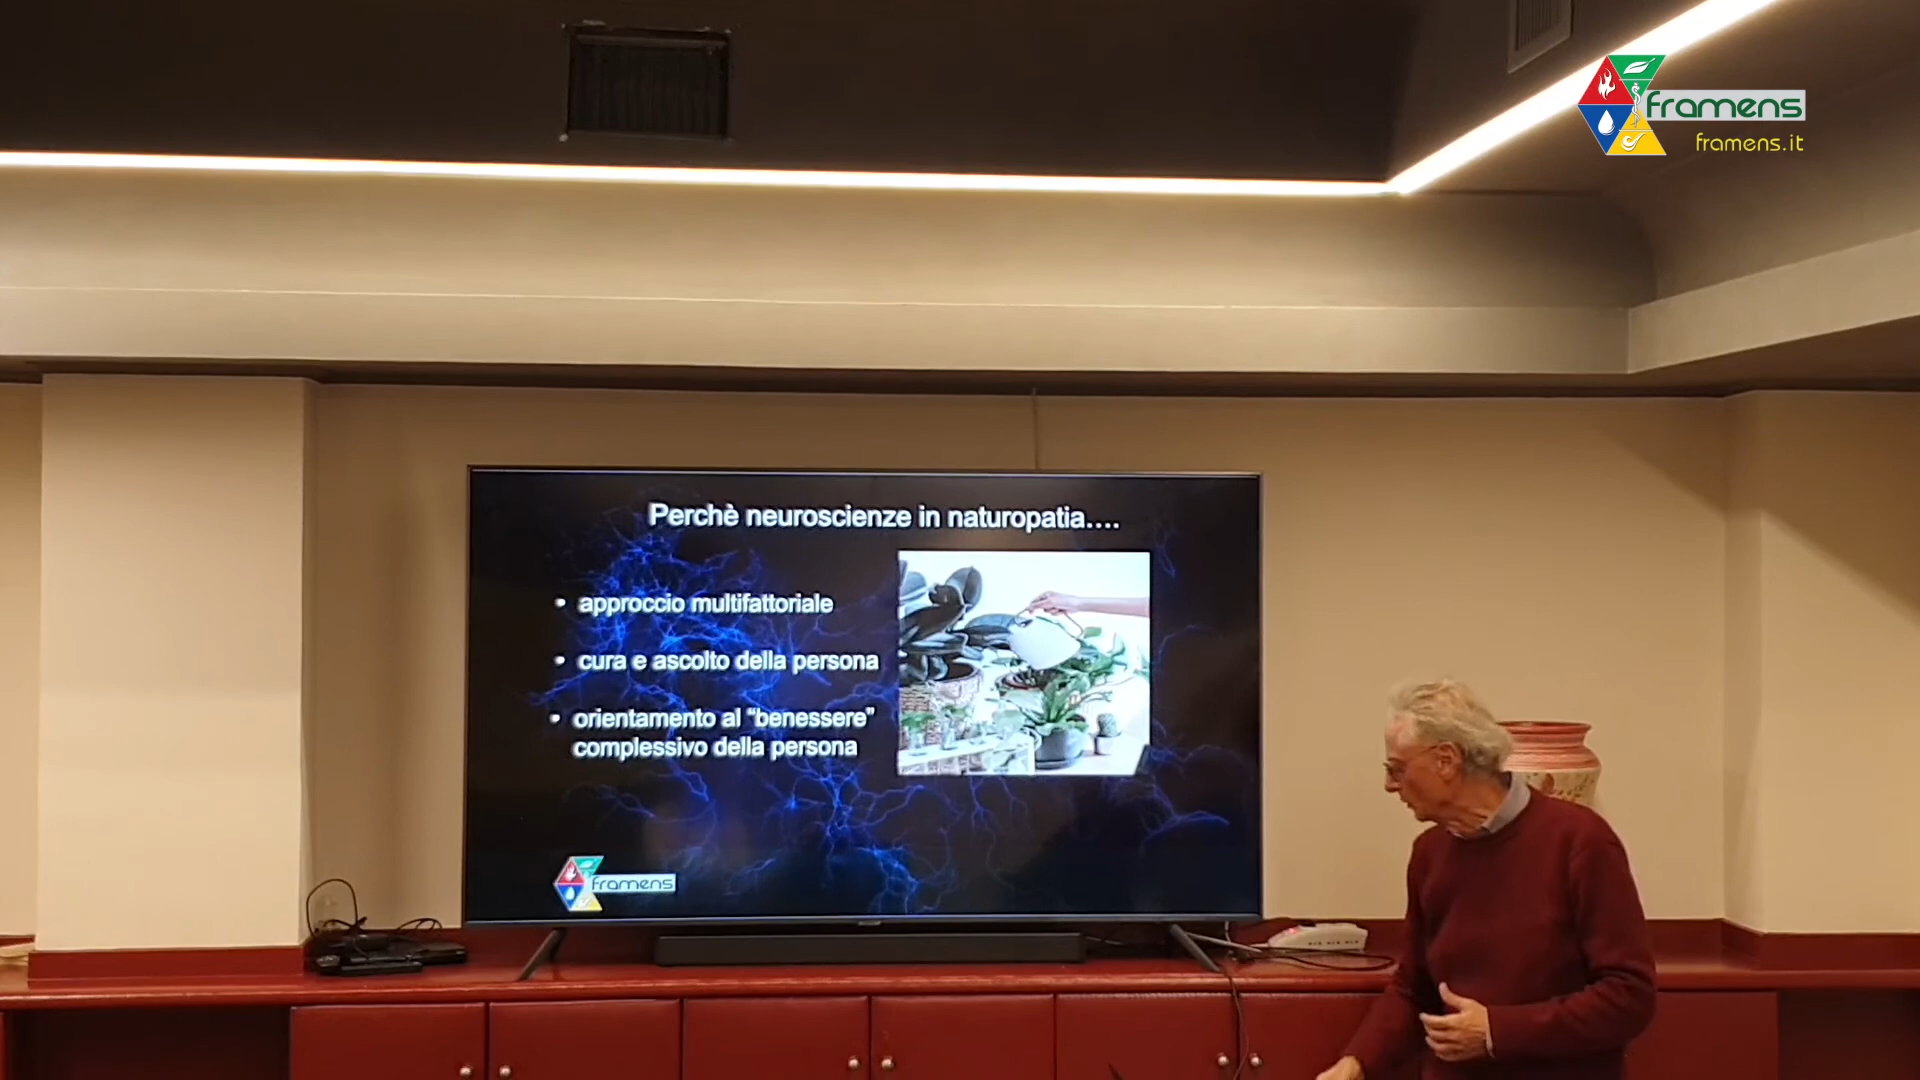 framens
framens.it
Perchè neuroscienze in naturopatia....
• approccio multifattoriale
• cura e ascolto della persona
• orientamento al “benessere”
complessivo della persona
framens